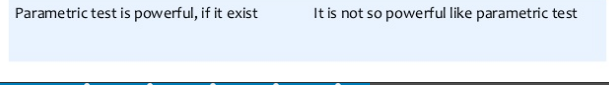 Parametric test is powerful, if it exist
It is not so powerful like parametric test